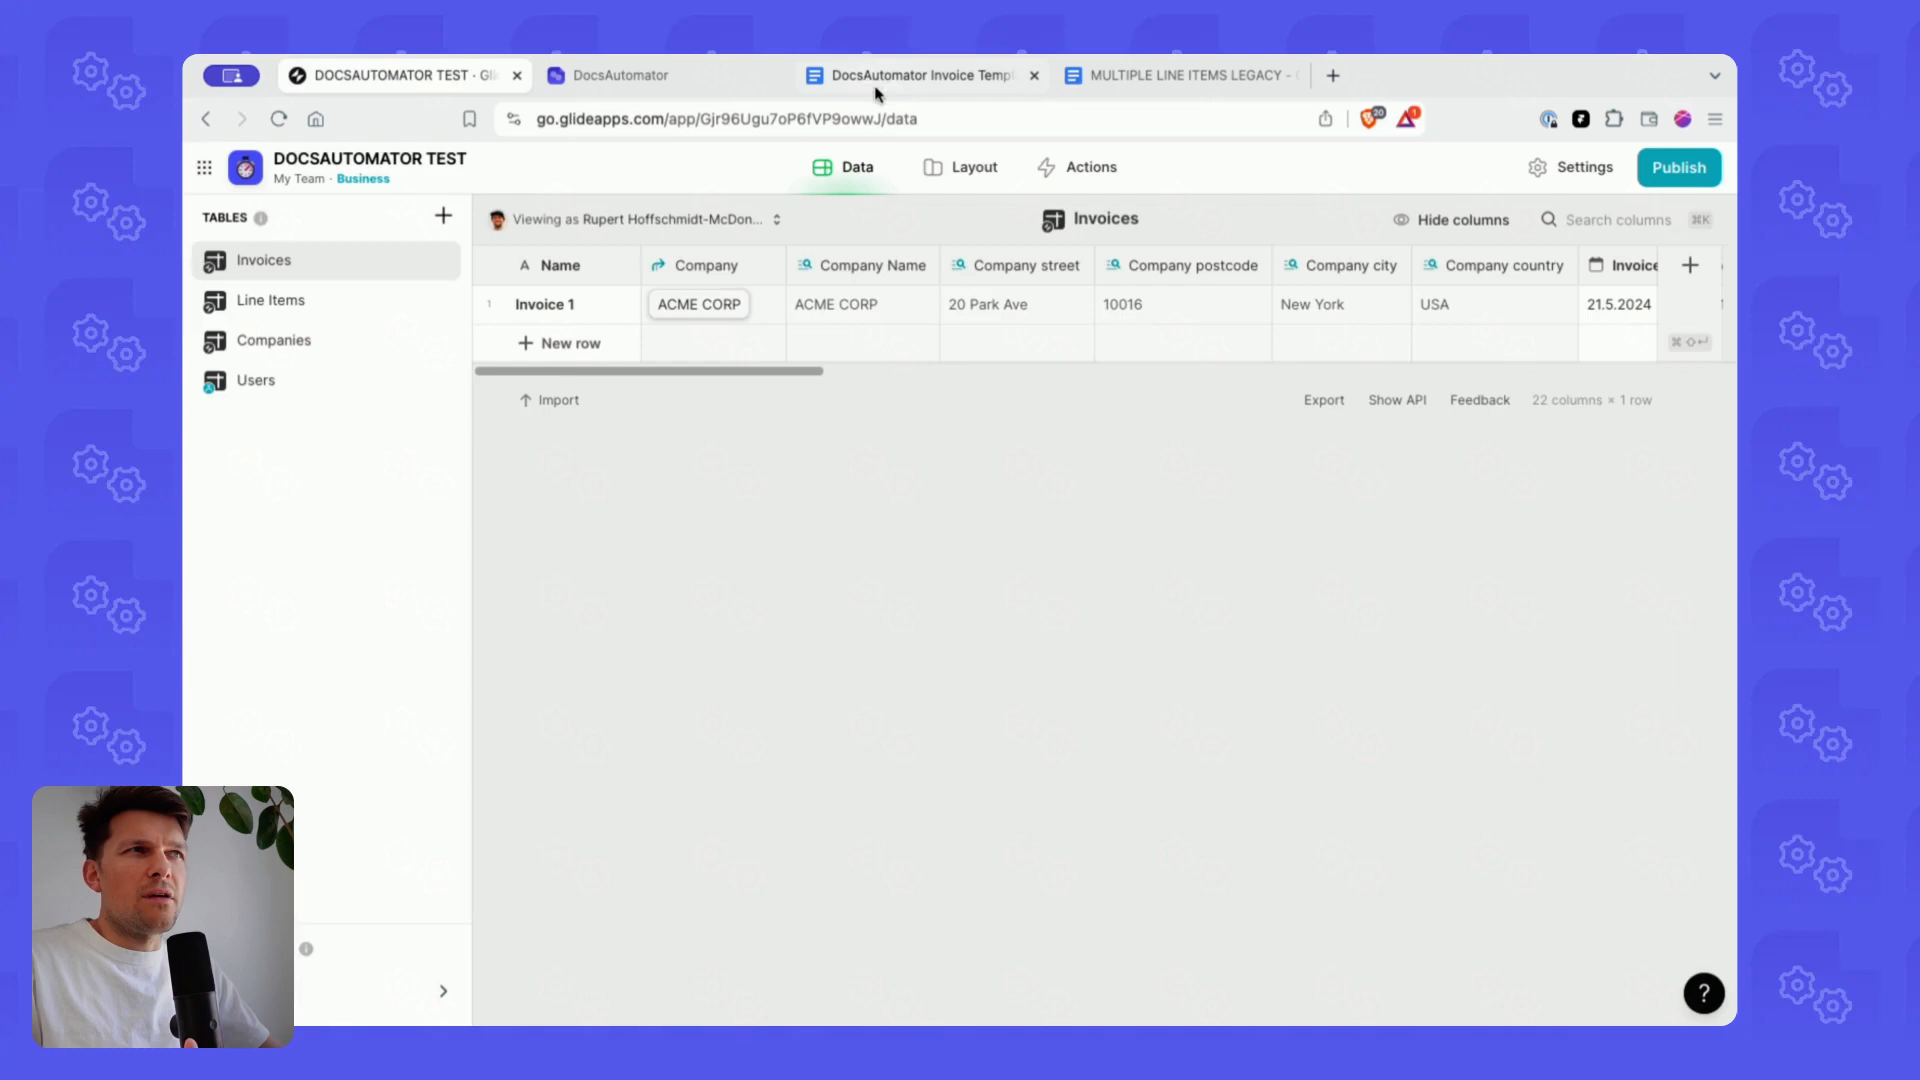 DOCSAUTOMATOR TEST · Gli
DocsAutomator
DocsAutomator Invoice Templ
MULTIPLE LINE ITEMS LEGACY -
go.glideapps.com/app/Gjr96Ugu7oP6fVP9owwJ/data
20
1
DOCSAUTOMATOR TEST
My Team · Business
Data
Layout
Actions
Settings
Publish
TABLES
Viewing as Rupert Hoffschmidt-McDon...
Invoices
Hide columns
Search columns
⌘K
Invoices
Line Items
Companies
Users
Name
Company
Company Name
Company street
Company postcode
Company city
Company country
Invoice
1
Invoice 1
ACME CORP
ACME CORP
20 Park Ave
10016
New York
USA
21.5.2024
New row
Import
Export
Show API
Feedback
22 columns × 1 row
?